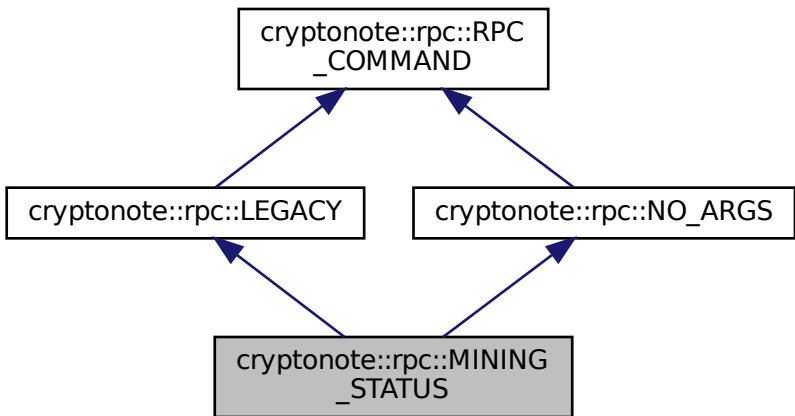 cryptonote::rpc::RPC
_COMMAND
cryptonote::rpc::LEGACY
cryptonote::rpc::NO_ARGS
cryptonote::rpc::MINING
_STATUS